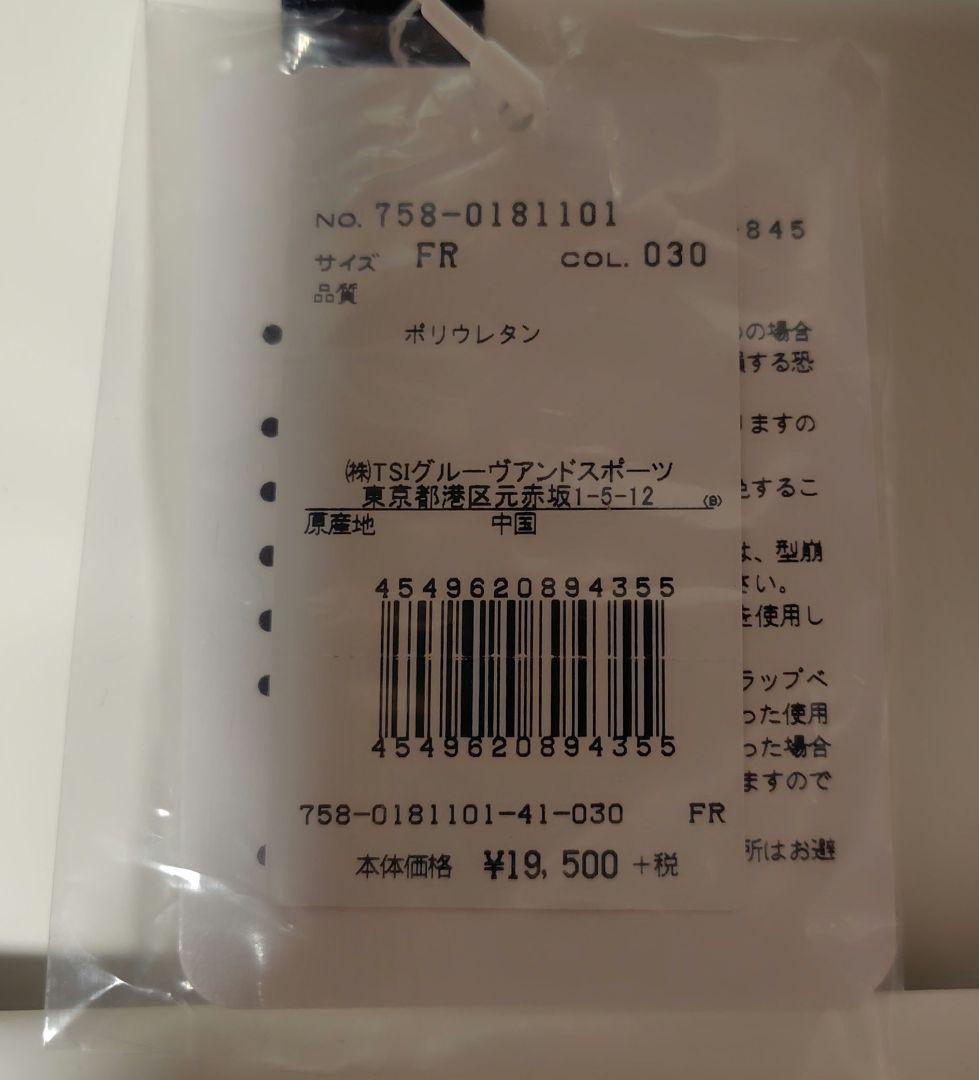 NO. 758-0181101
サイズ FR COL. 030
品質
ポリウレタン
㈱TSIグルーヴアンドスポーツ
東京都港区元赤坂1-5-12 (B)
原産地 中国
4549620894355
4549620894355
758-0181101-41-030 FR
本体価格 ¥19,500 +税
-845
の場合
する恐
ますの
するこ
、型崩
さい。
を使用し
ラップベ
った使用
った場合
ますので
所はお避